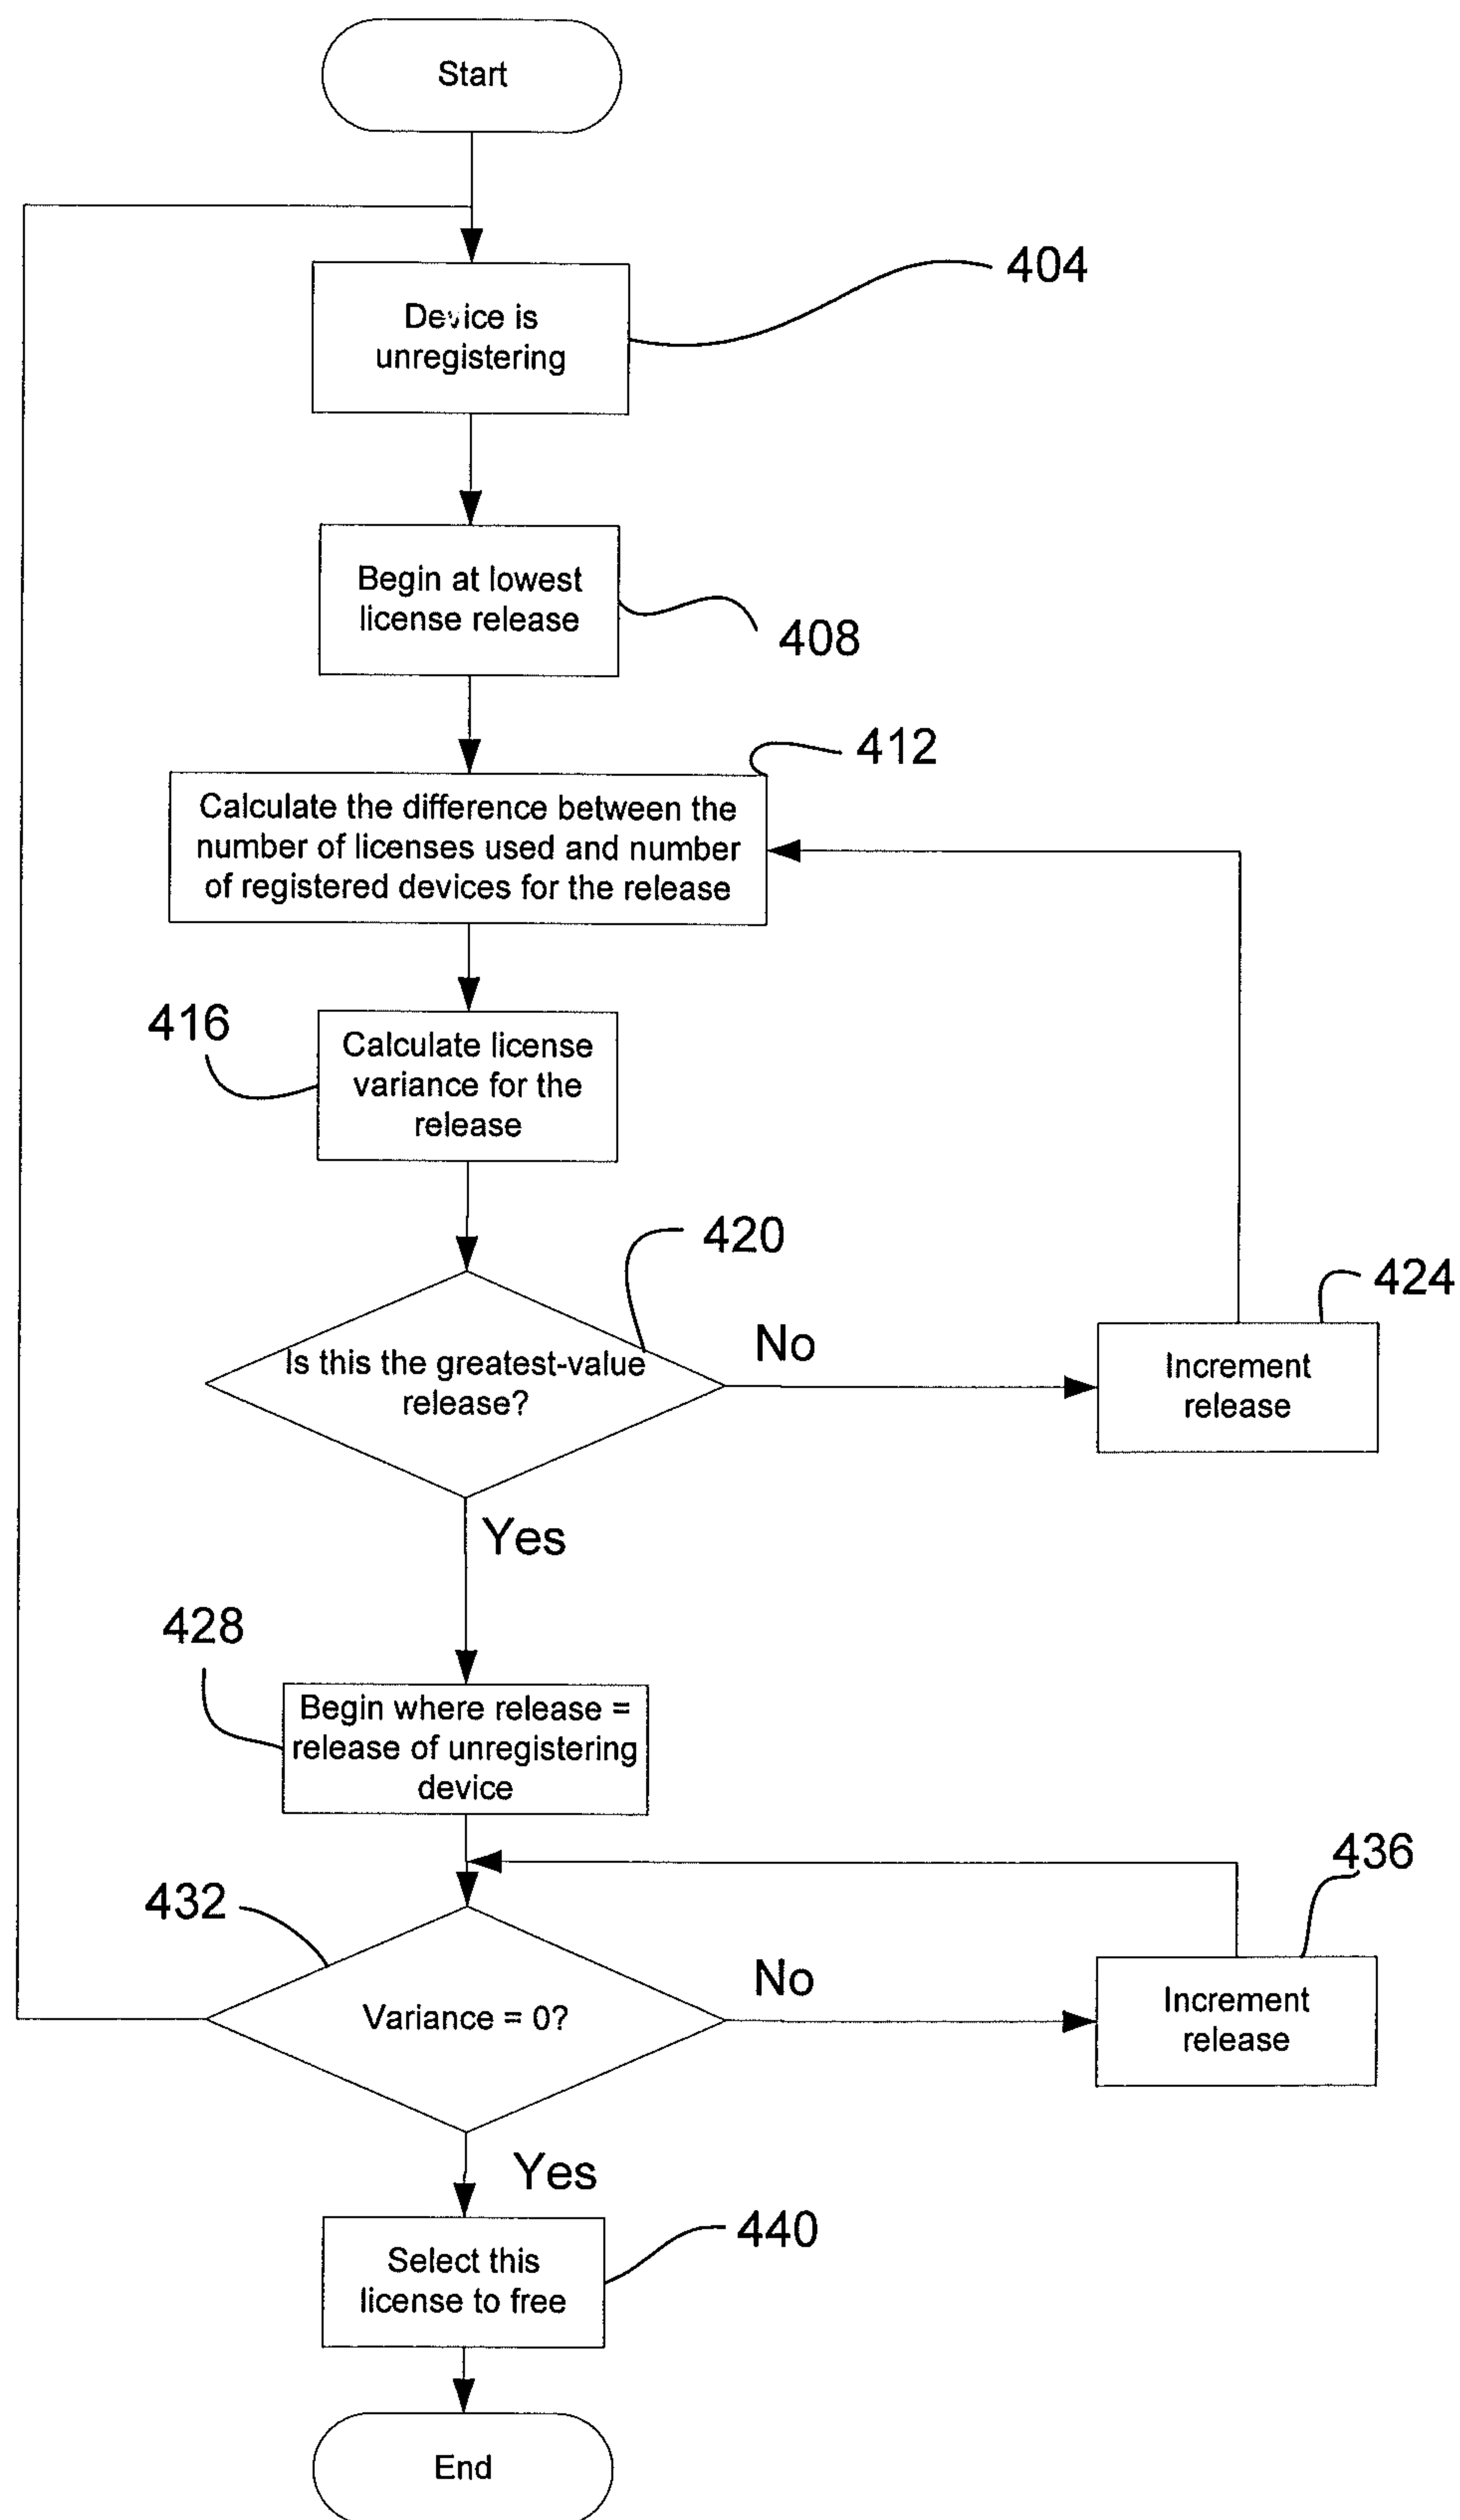 Start
404
Device is
unregistering
Begin at lowest
license release
408
412
Calculate the difference between the
number of licenses used and number
of registered devices for the release
416
Calculate license
variance for the
release
420
Is this the greatest-value
release?
No
424
Increment
release
Yes
428
Begin where release =
release of unregistering
device
432
436
Variance = 0?
No
Increment
release
Yes
440
Select this
license to free
End